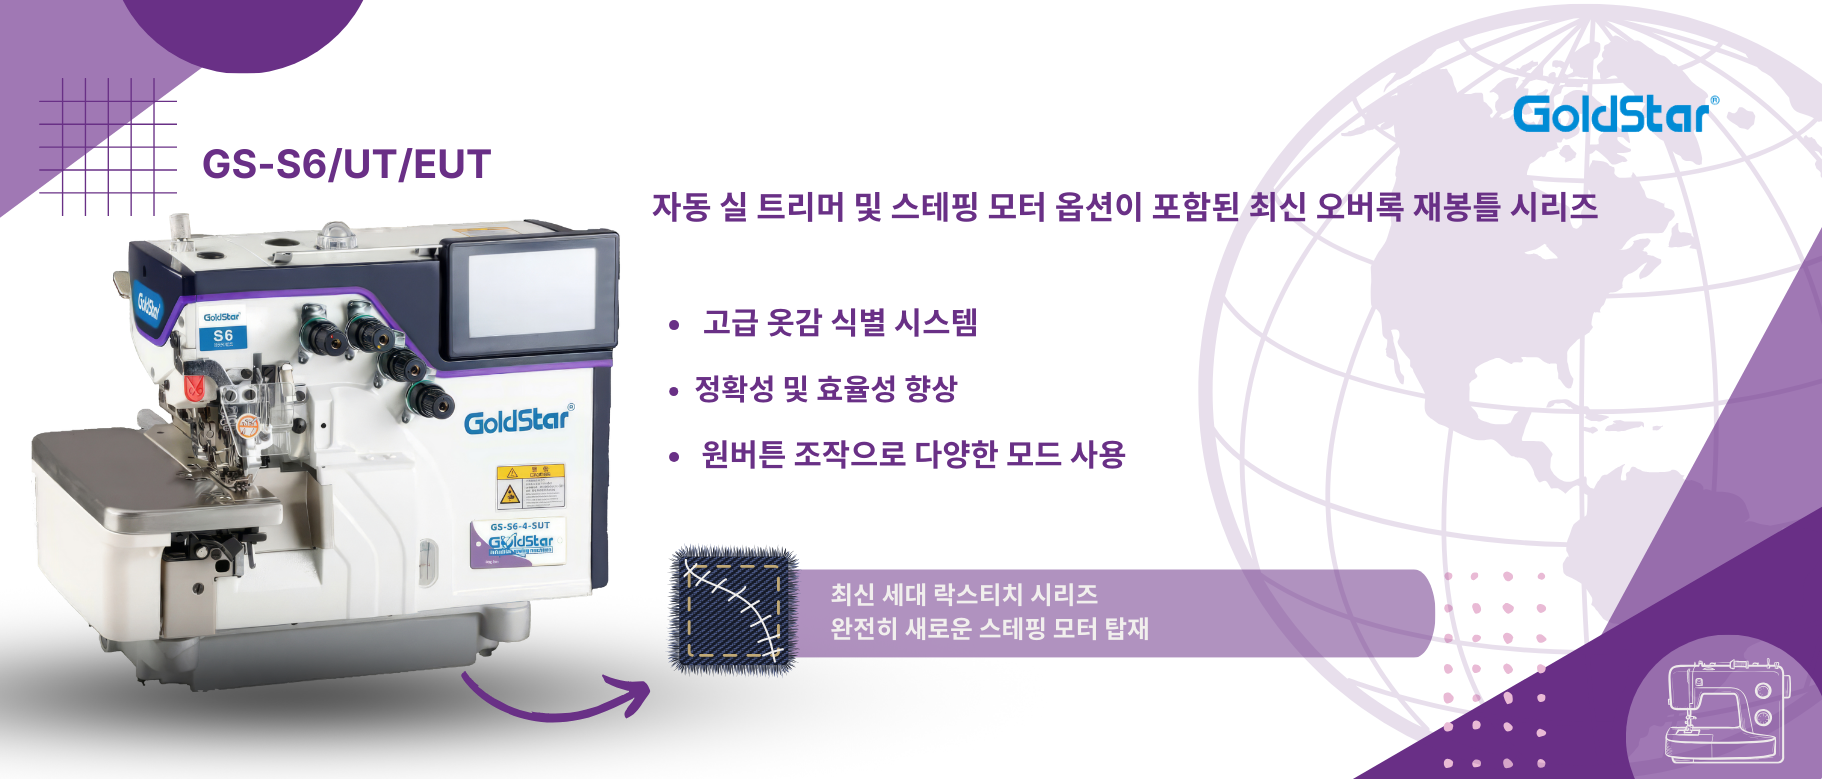 GoldStar®
GS-S6/UT/EUT
자동 실 트리머 및 스테핑 모터 옵션이 포함된 최신 오버록 재봉틀 시리즈
고급 옷감 식별 시스템
정확성 및 효율성 향상
원버튼 조작으로 다양한 모드 사용
최신 세대 락스티치 시리즈
완전히 새로운 스테핑 모터 탑재
GoldStar
GoldStar
S6
GoldStar®
GS-S6-4-SUT
GoldStar